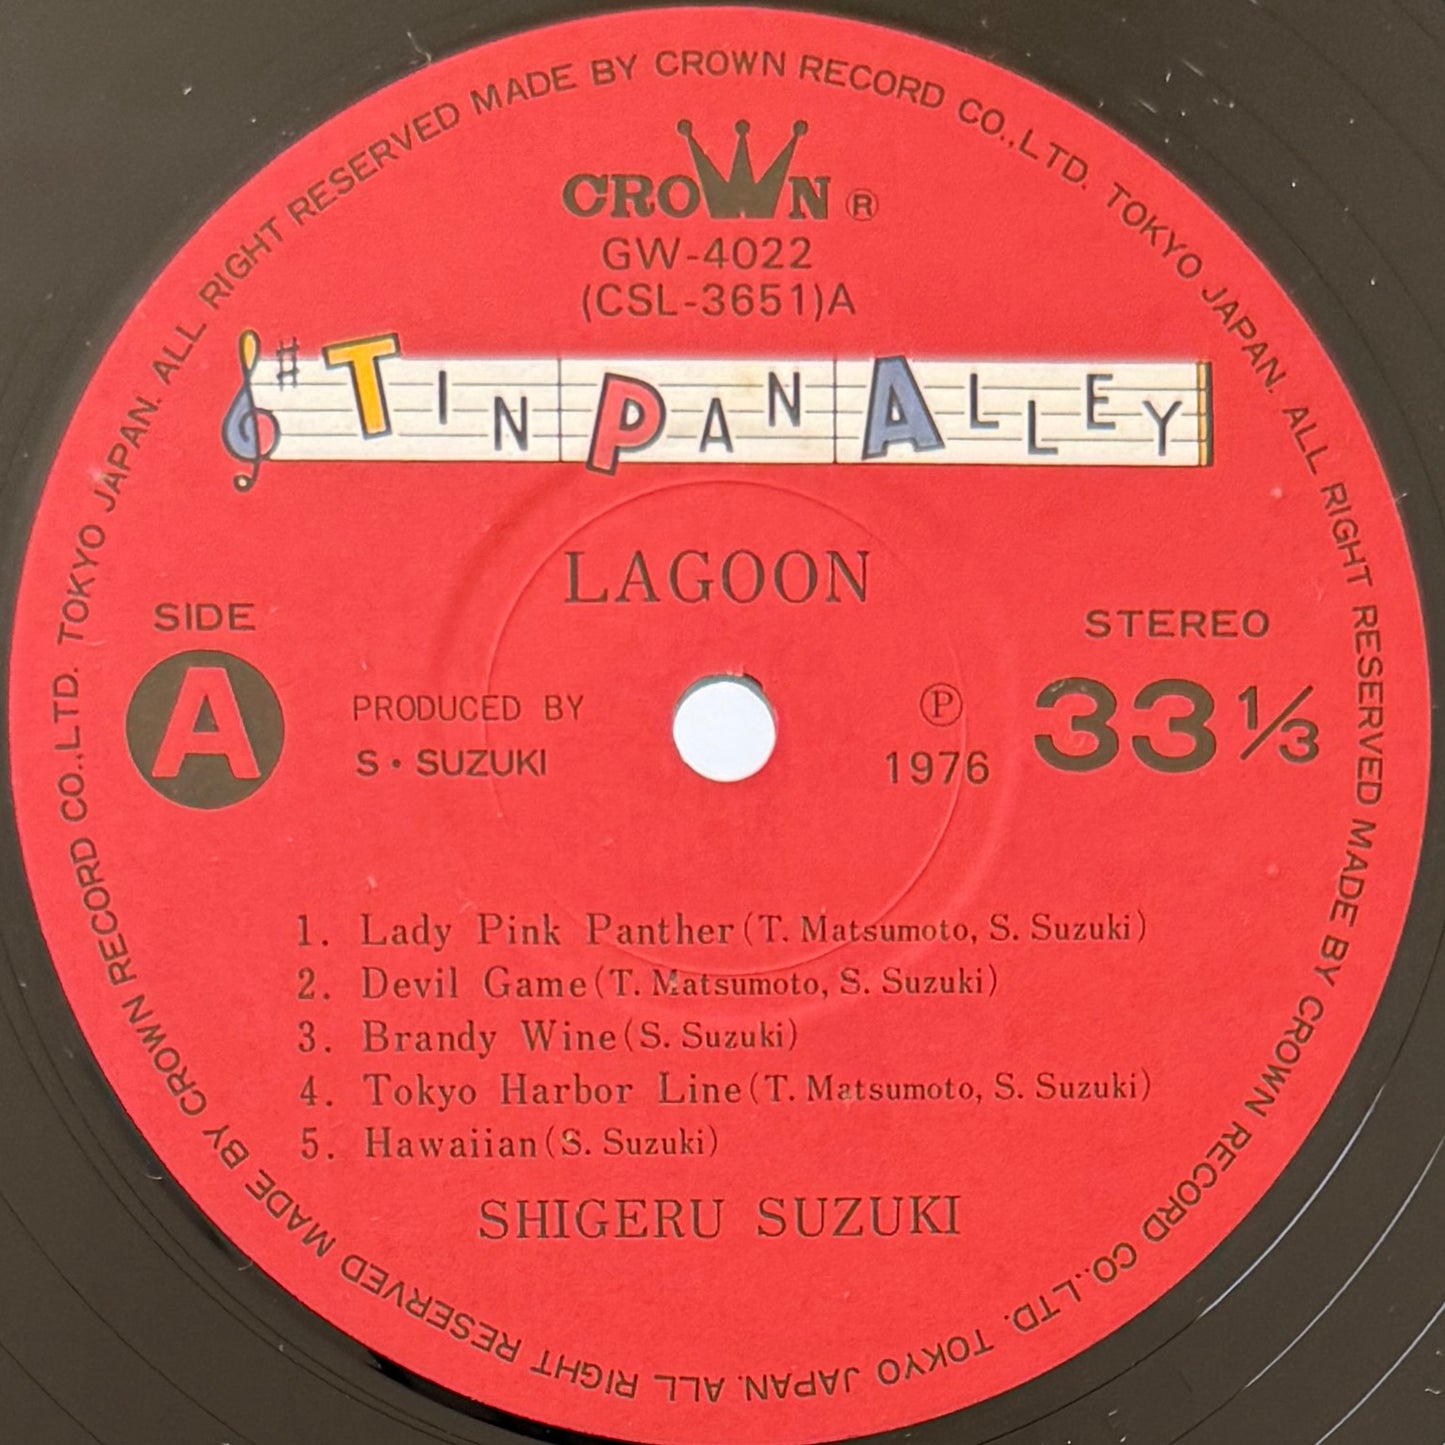 MADE BY CROWN RECORD CO.,LTD. TOKYO JAPAN. ALL RIGHT RESERVED MADE BY CROWN RECORD CO.,LTD. TOKYO JAPAN. ALL RIGHT RESERVED MADE BY CROWN RECORD CO.,LTD. TOKYO JAPAN. ALL RIGHT RESERVED
CROWN ®
GW-4022
(CSL-3651)A
TIN PAN ALLEY
LAGOON
SIDE
A
PRODUCED BY
S・SUZUKI
Ⓟ
1976
STEREO
33 1/3
1. Lady Pink Panther(T. Matsumoto, S. Suzuki)
2. Devil Game(T. Matsumoto, S. Suzuki)
3. Brandy Wine(S. Suzuki)
4. Tokyo Harbor Line(T. Matsumoto, S. Suzuki)
5. Hawaiian(S. Suzuki)
SHIGERU SUZUKI